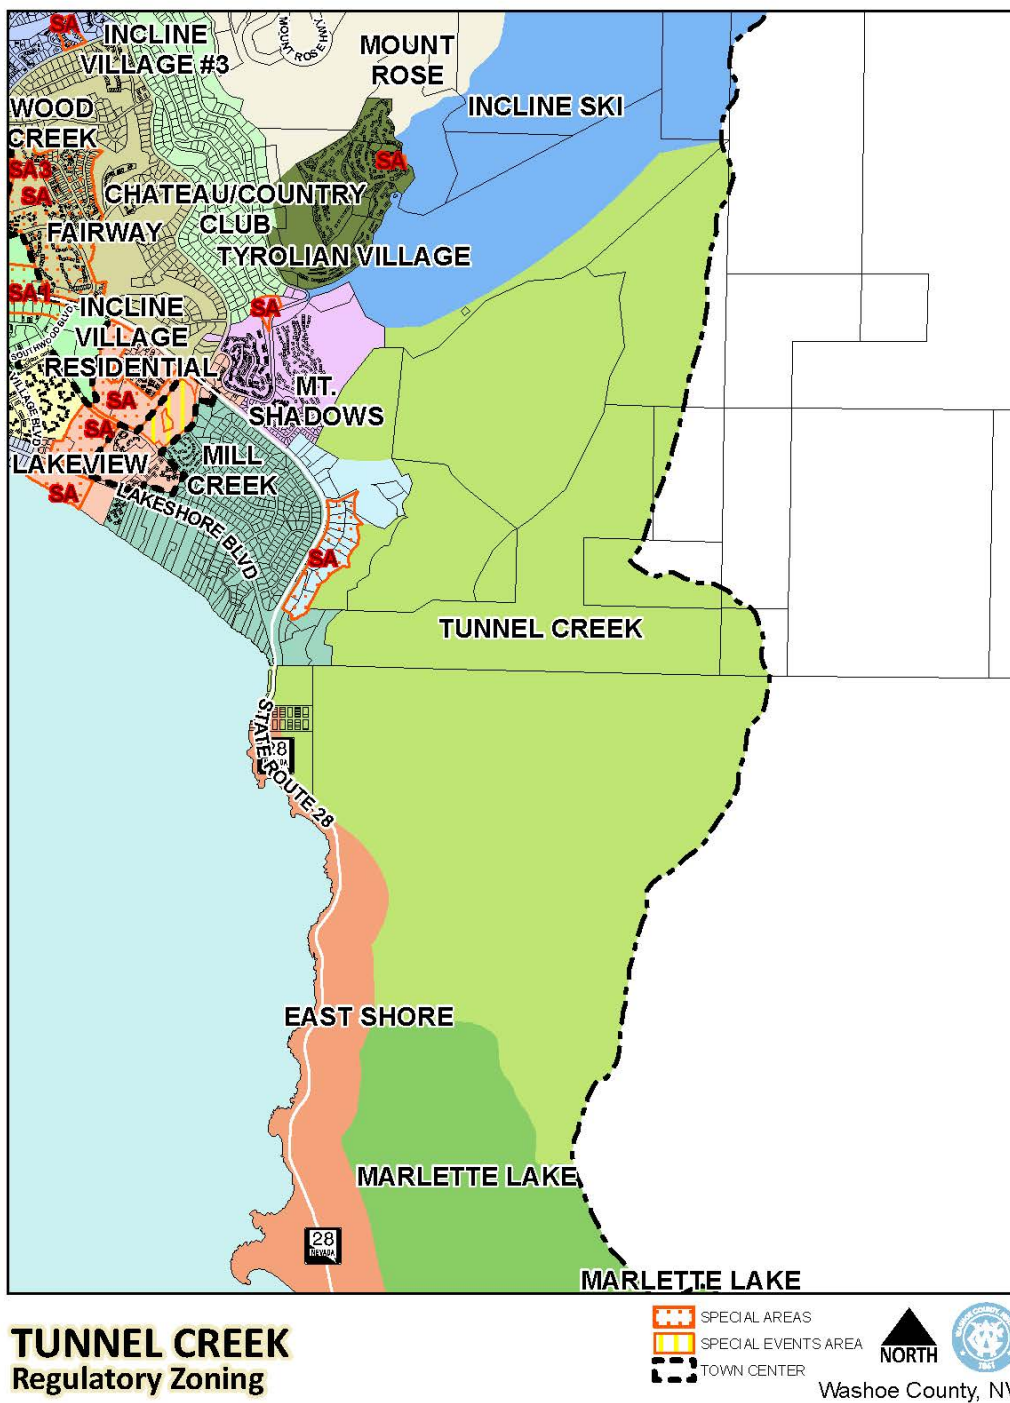 SA
INCLINE
VILLAGE #3
MOUNT ROSE HWY
MOUNT
ROSE
INCLINE SKI
WOOD
CREEK
SA
SA3
SA
CHATEAU/COUNTRY
CLUB
FAIRWAY
TYROLIAN VILLAGE
SA1
SA
INCLINE
VILLAGE
RESIDENTIAL
SOUTHWOOD BLVD
VILLAGE BLVD
MT.
SHADOWS
SA
SA
LAKEVIEW
MILL
CREEK
SA
LAKESHORE BLVD
SA
TUNNEL CREEK
STATE ROUTE 28
28
EAST SHORE
MARLETTE LAKE
28
NEVADA
MARLETTE LAKE
TUNNEL CREEK
Regulatory Zoning
SPECIAL AREAS
SPECIAL EVENTS AREA
TOWN CENTER
NORTH
1861
Washoe County, NV